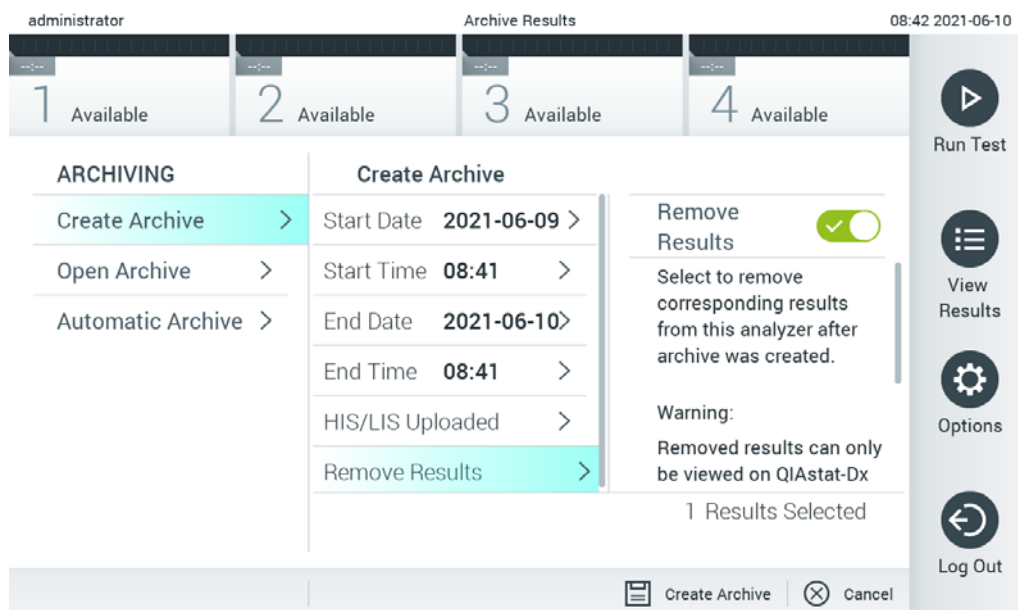 administrator
Archive Results
08:42 2021-06-10
--:--
--:--
--:--
--:--
1 Available
2 Available
3 Available
4 Available
Run Test
View
Results
Options
Log Out
ARCHIVING
Create Archive
Open Archive
Automatic Archive
Create Archive
Start Date 2021-06-09
Start Time 08:41
End Date 2021-06-10
End Time 08:41
HIS/LIS Uploaded
Remove Results
Remove
Results
Select to remove
corresponding results
from this analyzer after
archive was created.
Warning:
Removed results can only
be viewed on QIAstat-Dx
1 Results Selected
Create Archive
Cancel